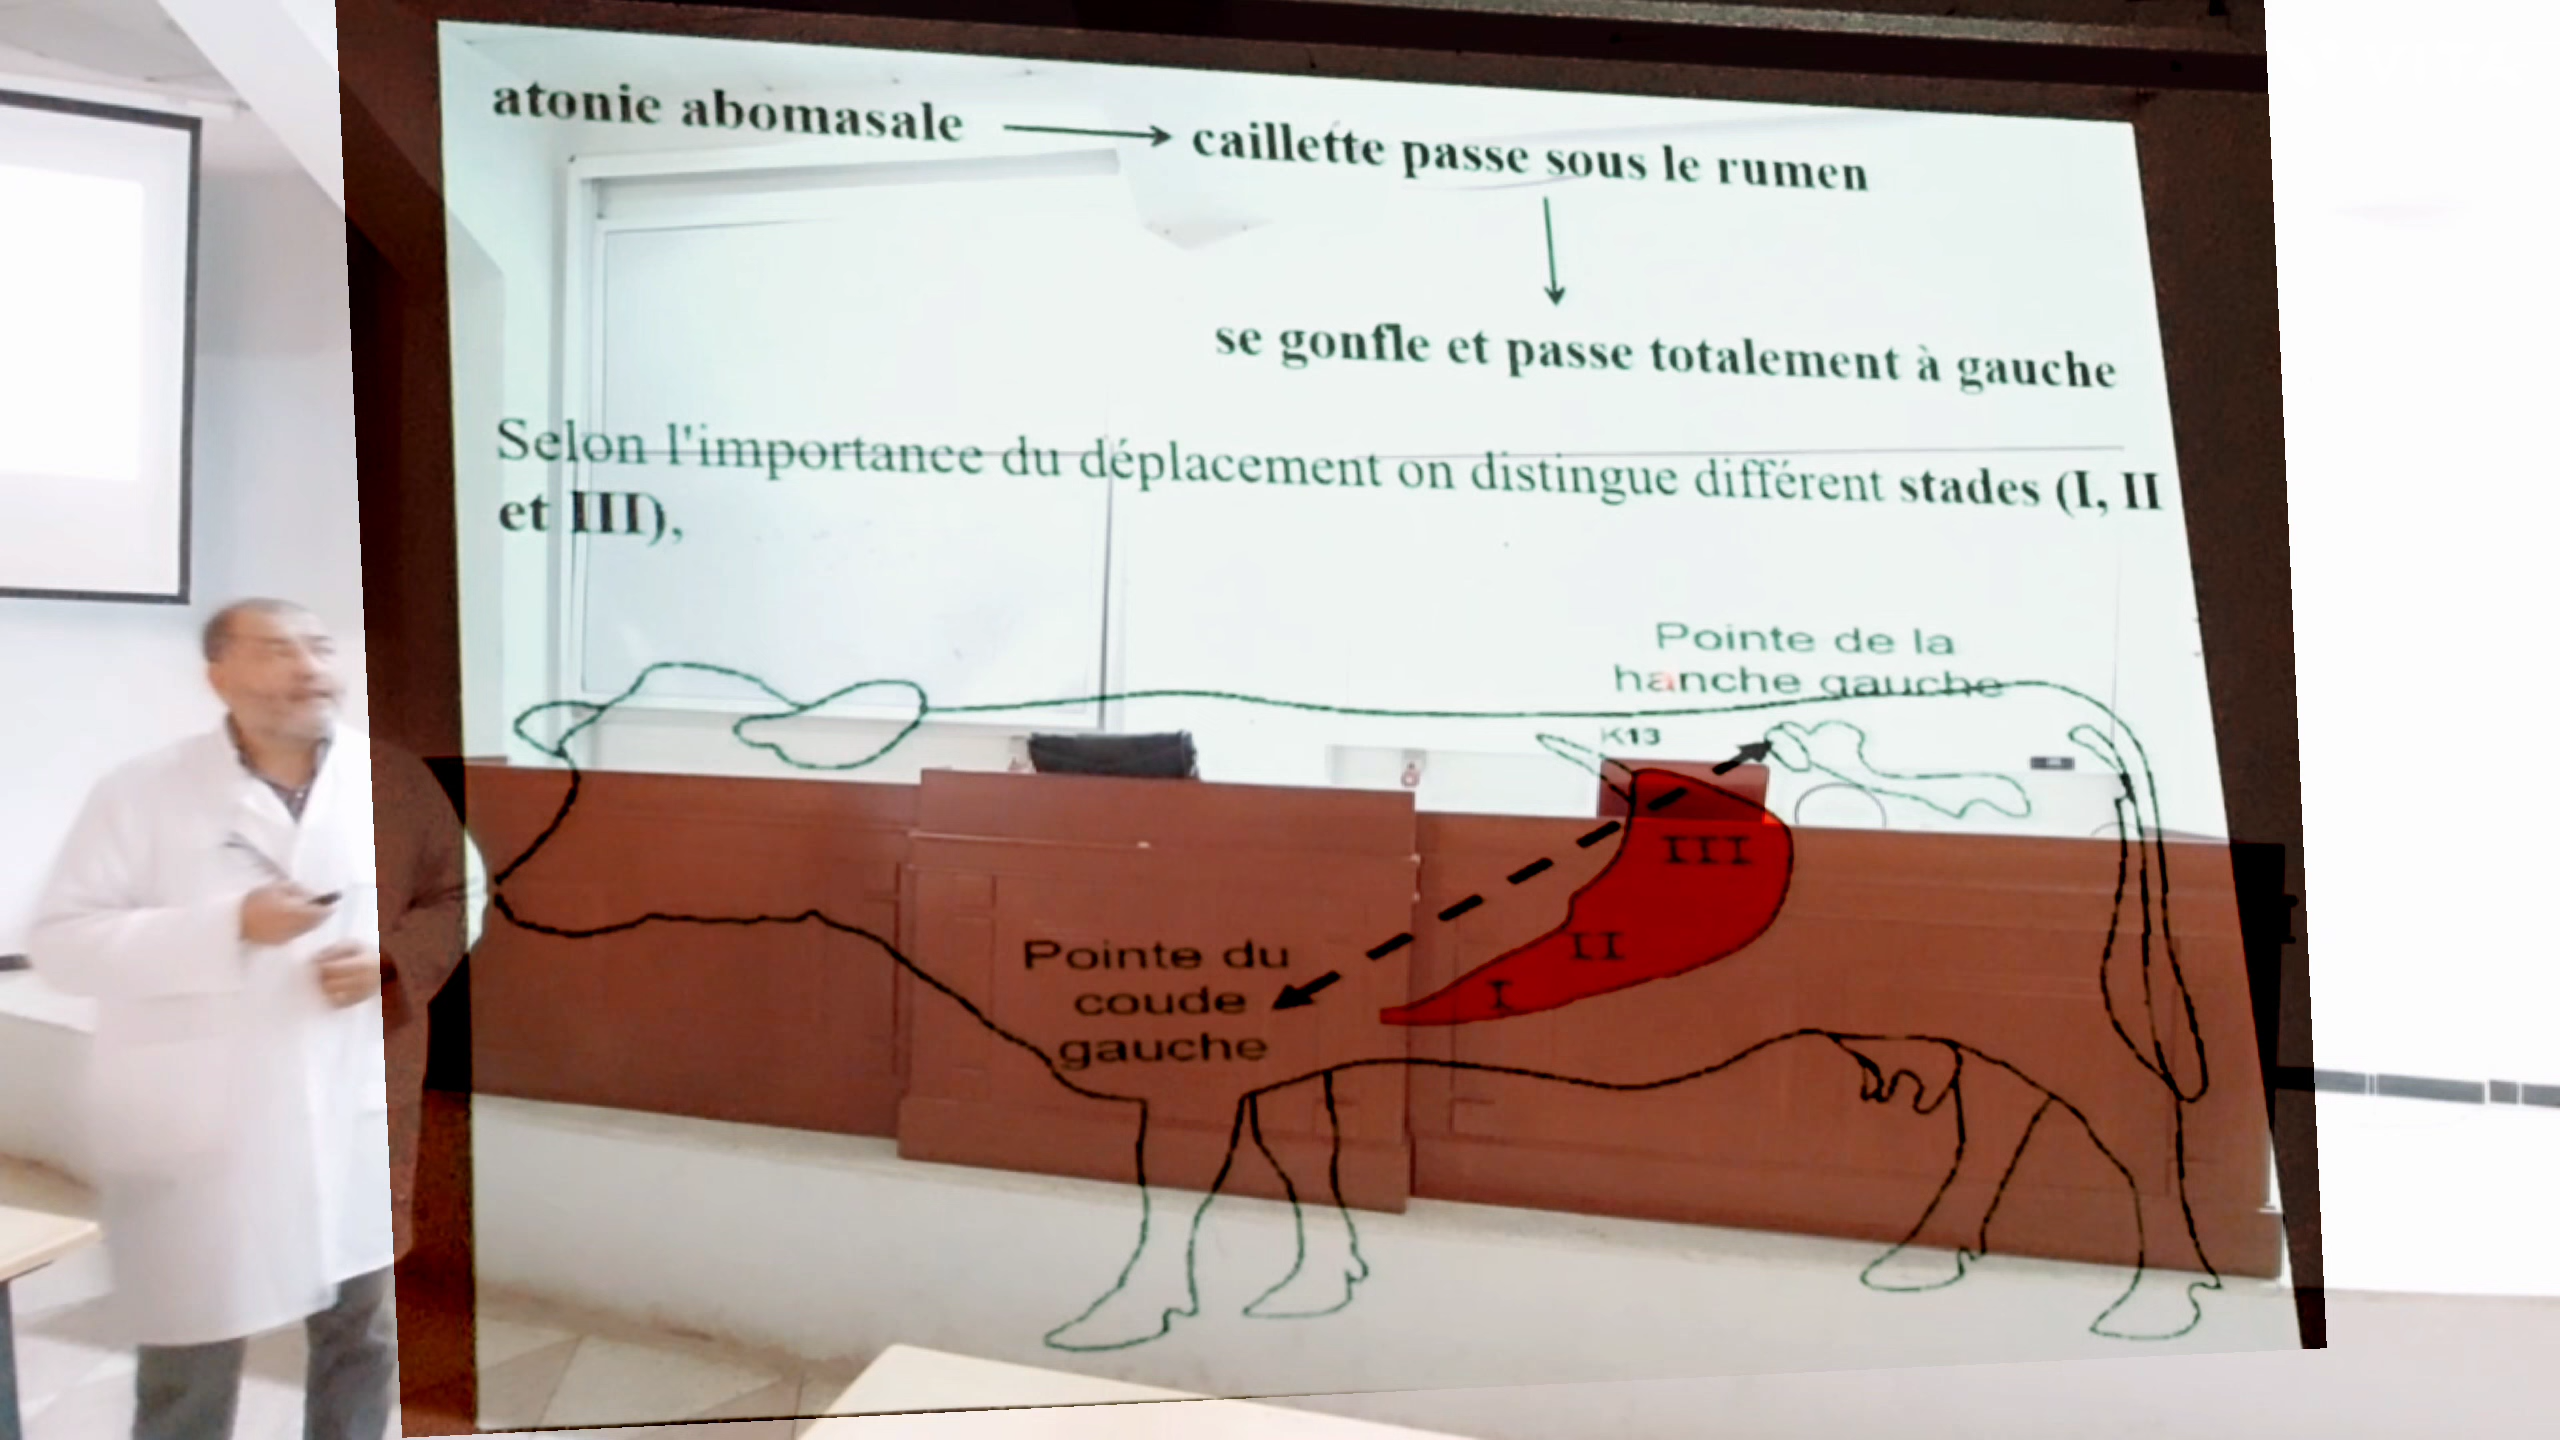 atonie abomasale → caillette passe sous le rumen
se gonfle et passe totalement à gauche
Selon l'importance du déplacement on distingue différent stades (I, II
et III),
Pointe de la
hanche gauche
K13
III
II
I
Pointe du
coude
gauche